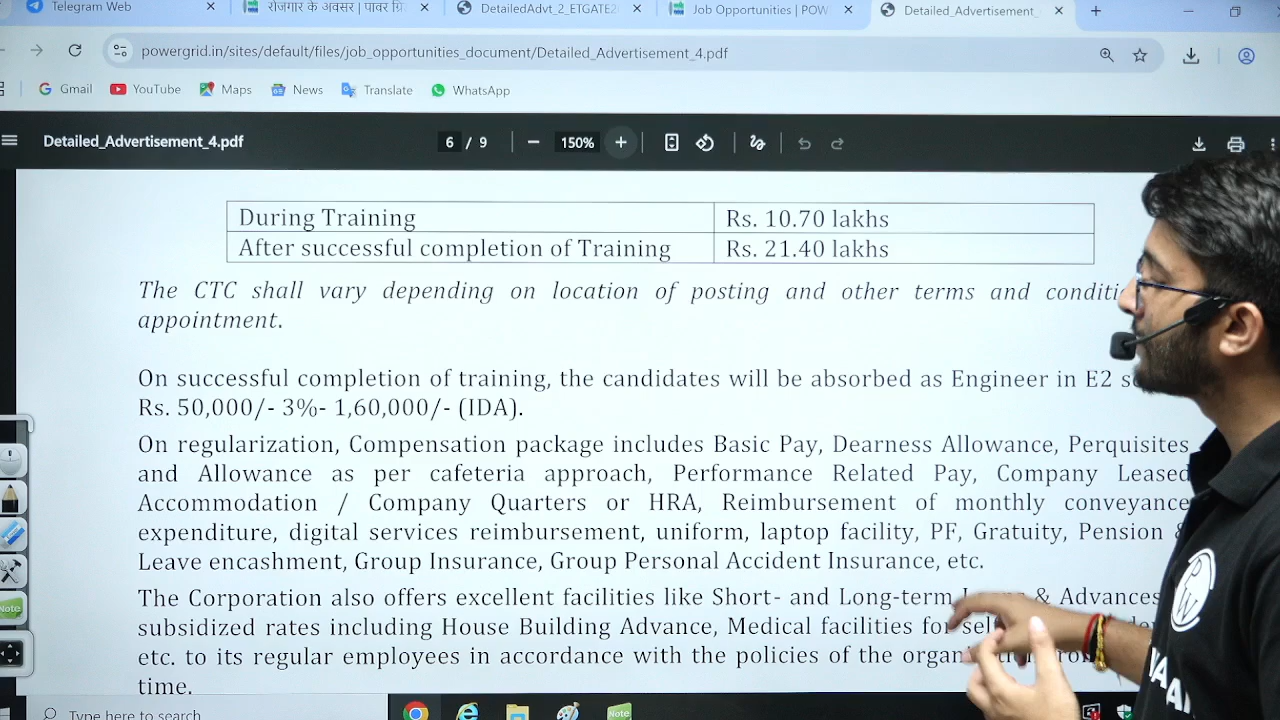 Telegram Web
रोजगार के अवसर | पावर ग्रि
DetailedAdvt_2_ETGATE2
Job Opportunities | POW
Detailed_Advertisement_
powergrid.in/sites/default/files/job_opportunities_document/Detailed_Advertisement_4.pdf
Gmail
YouTube
Maps
News
Translate
WhatsApp
Detailed_Advertisement_4.pdf
6 / 9
150%
During Training Rs. 10.70 lakhs
After successful completion of Training Rs. 21.40 lakhs
The CTC shall vary depending on location of posting and other terms and conditi
appointment.
On successful completion of training, the candidates will be absorbed as Engineer in E2
Rs. 50,000/- 3%- 1,60,000/- (IDA).
On regularization, Compensation package includes Basic Pay, Dearness Allowance, Perquisites
and Allowance as per cafeteria approach, Performance Related Pay, Company Leased
Accommodation / Company Quarters or HRA, Reimbursement of monthly conveyance
expenditure, digital services reimbursement, uniform, laptop facility, PF, Gratuity, Pension &
Leave encashment, Group Insurance, Group Personal Accident Insurance, etc.
The Corporation also offers excellent facilities like Short- and Long-term & Advances
subsidized rates including House Building Advance, Medical facilities for
etc. to its regular employees in accordance with the policies of the
time.
Note
Type here to search
Note
PW